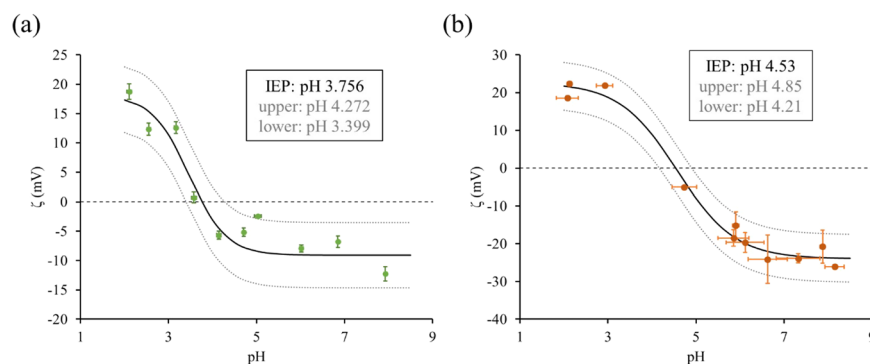 (a)
25
20
15
10
5
0
-5
-10
-15
-20
ζ (mV)
1 3 5 7 9
pH
IEP: pH 3.756
upper: pH 4.272
lower: pH 3.399
(b)
30
20
10
0
-10
-20
-30
-40
ζ (mV)
1 3 5 7 9
pH
IEP: pH 4.53
upper: pH 4.85
lower: pH 4.21